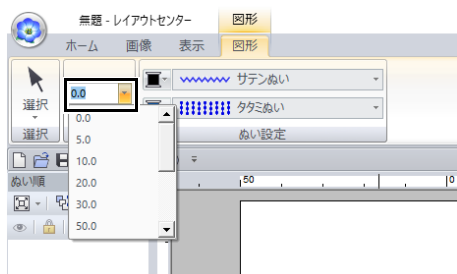 無題 - レイアウトセンター
図形
ホーム 画像 表示 図形
選択
選択
0.0
サテンぬい
タタミぬい
ぬい設定
0.0
5.0
10.0
20.0
30.0
50.0
ぬい順
50
0